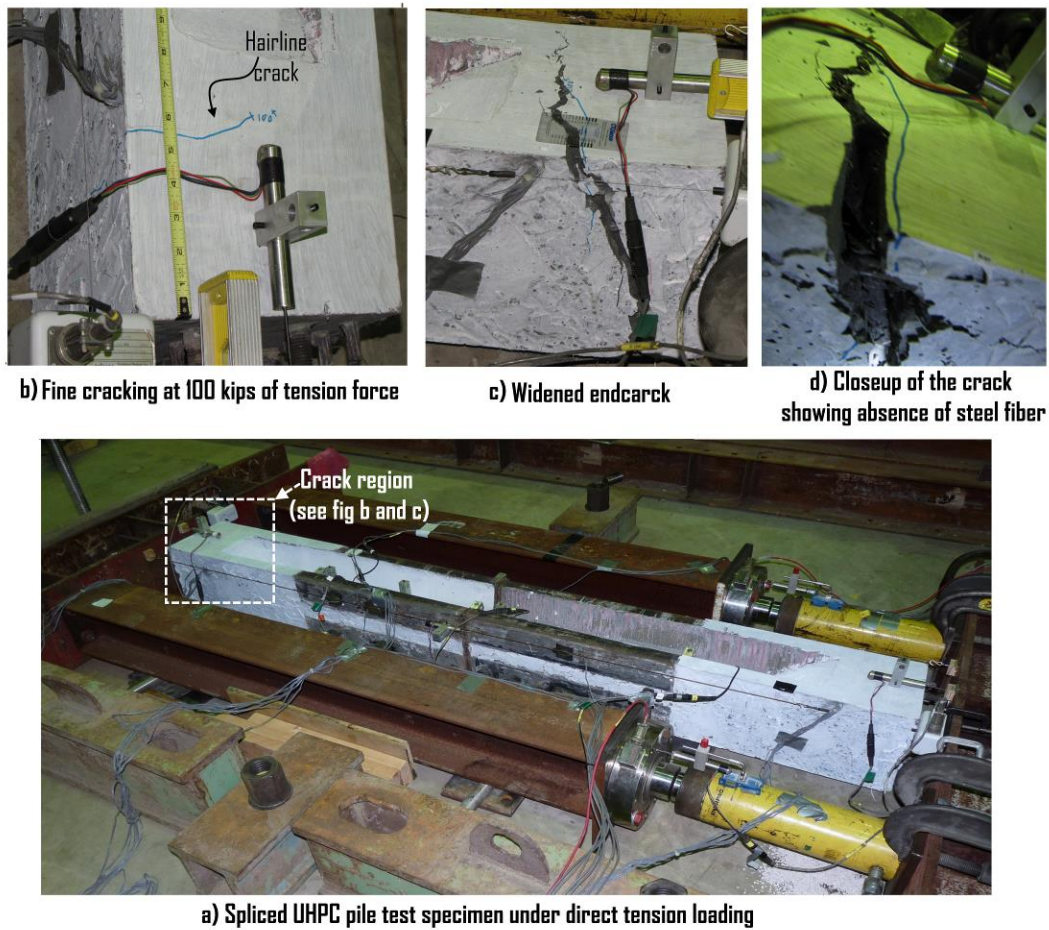 Hairline
crack
100k
b) Fine cracking at 100 kips of tension force
c) Widened endcarck
d) Closeup of the crack
showing absence of steel fiber
Crack region
(see fig b and c)
a) Spliced UHPC pile test specimen under direct tension loading